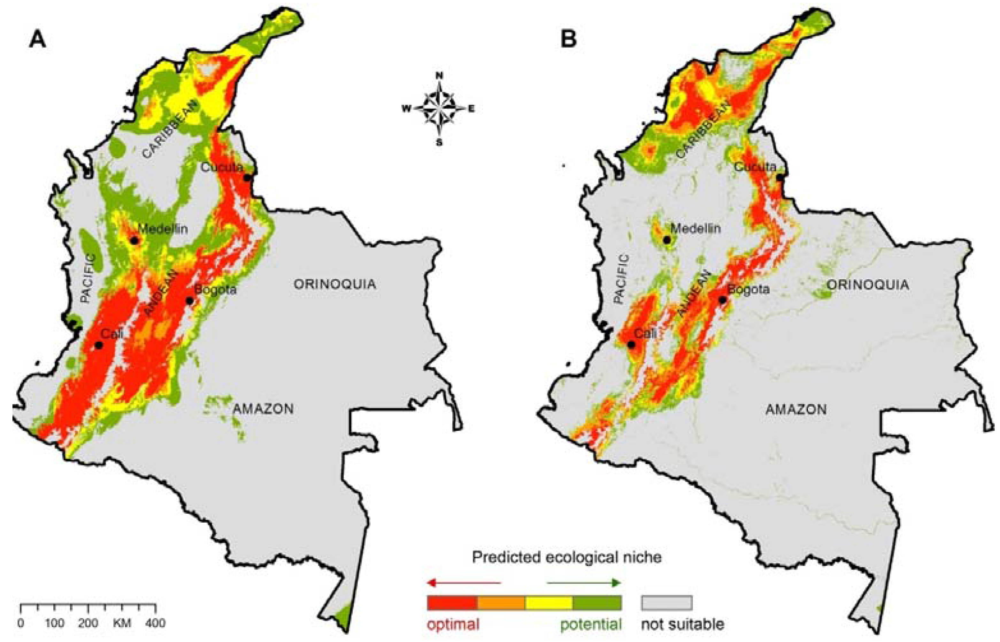 A
B
N
W
E
S
CARIBBEAN
Cucuta
Medellin
PACIFIC
ANDEAN
Bogota
ORINOQUIA
Cali
AMAZON
CARIBBEAN
Cucuta
Medellin
PACIFIC
ANDEAN
Bogota
ORINOQUIA
Cali
AMAZON
Predicted ecological niche
optimal
potential
not suitable
0 100 200 KM 400